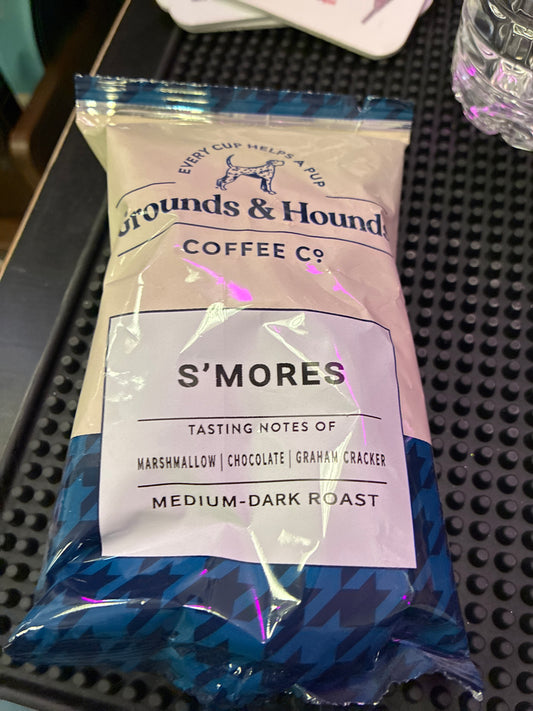 EVERY CUP HELPS A PUP
Grounds & Hounds
COFFEE Cº
S'MORES
TASTING NOTES OF
MARSHMALLOW | CHOCOLATE | GRAHAM CRACKER
MEDIUM-DARK ROAST